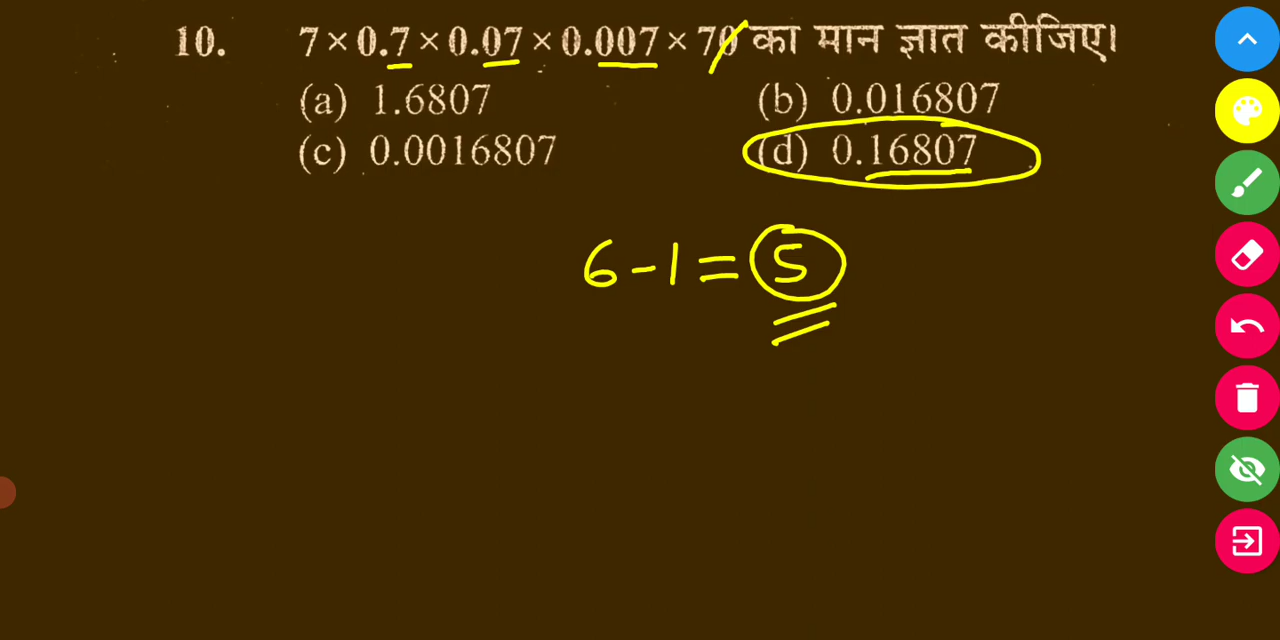 10. 7 × 0.7 × 0.07 × 0.007 × 70 का मान ज्ञात कीजिए।
(a) 1.6807 (b) 0.016807
(c) 0.0016807 (d) 0.16807
6 - 1 = 5